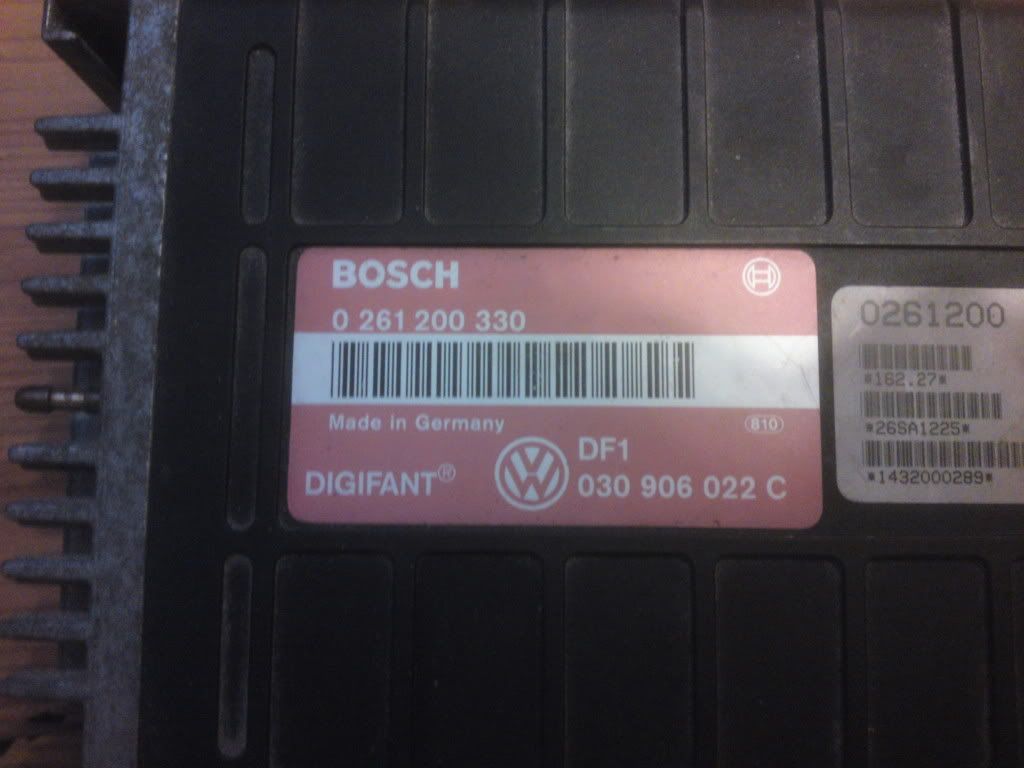 BOSCH
0 261 200 330
Made in Germany
810
DIGIFANT®
DF1
030 906 022 C
0261200
*162.27*
*26SA1225*
*1432000289*